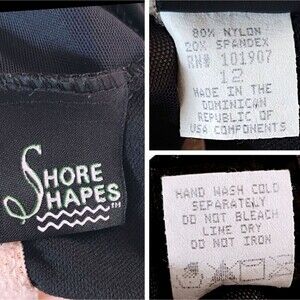 SHORE
SHAPES™
80% NYLON
20% SPANDEX
RN# 101907
12
MADE IN THE
DOMINICAN
REPUBLIC OF
USA COMPONENTS
HAND WASH COLD
SEPARATELY
DO NOT BLEACH
LINE DRY
DO NOT IRON